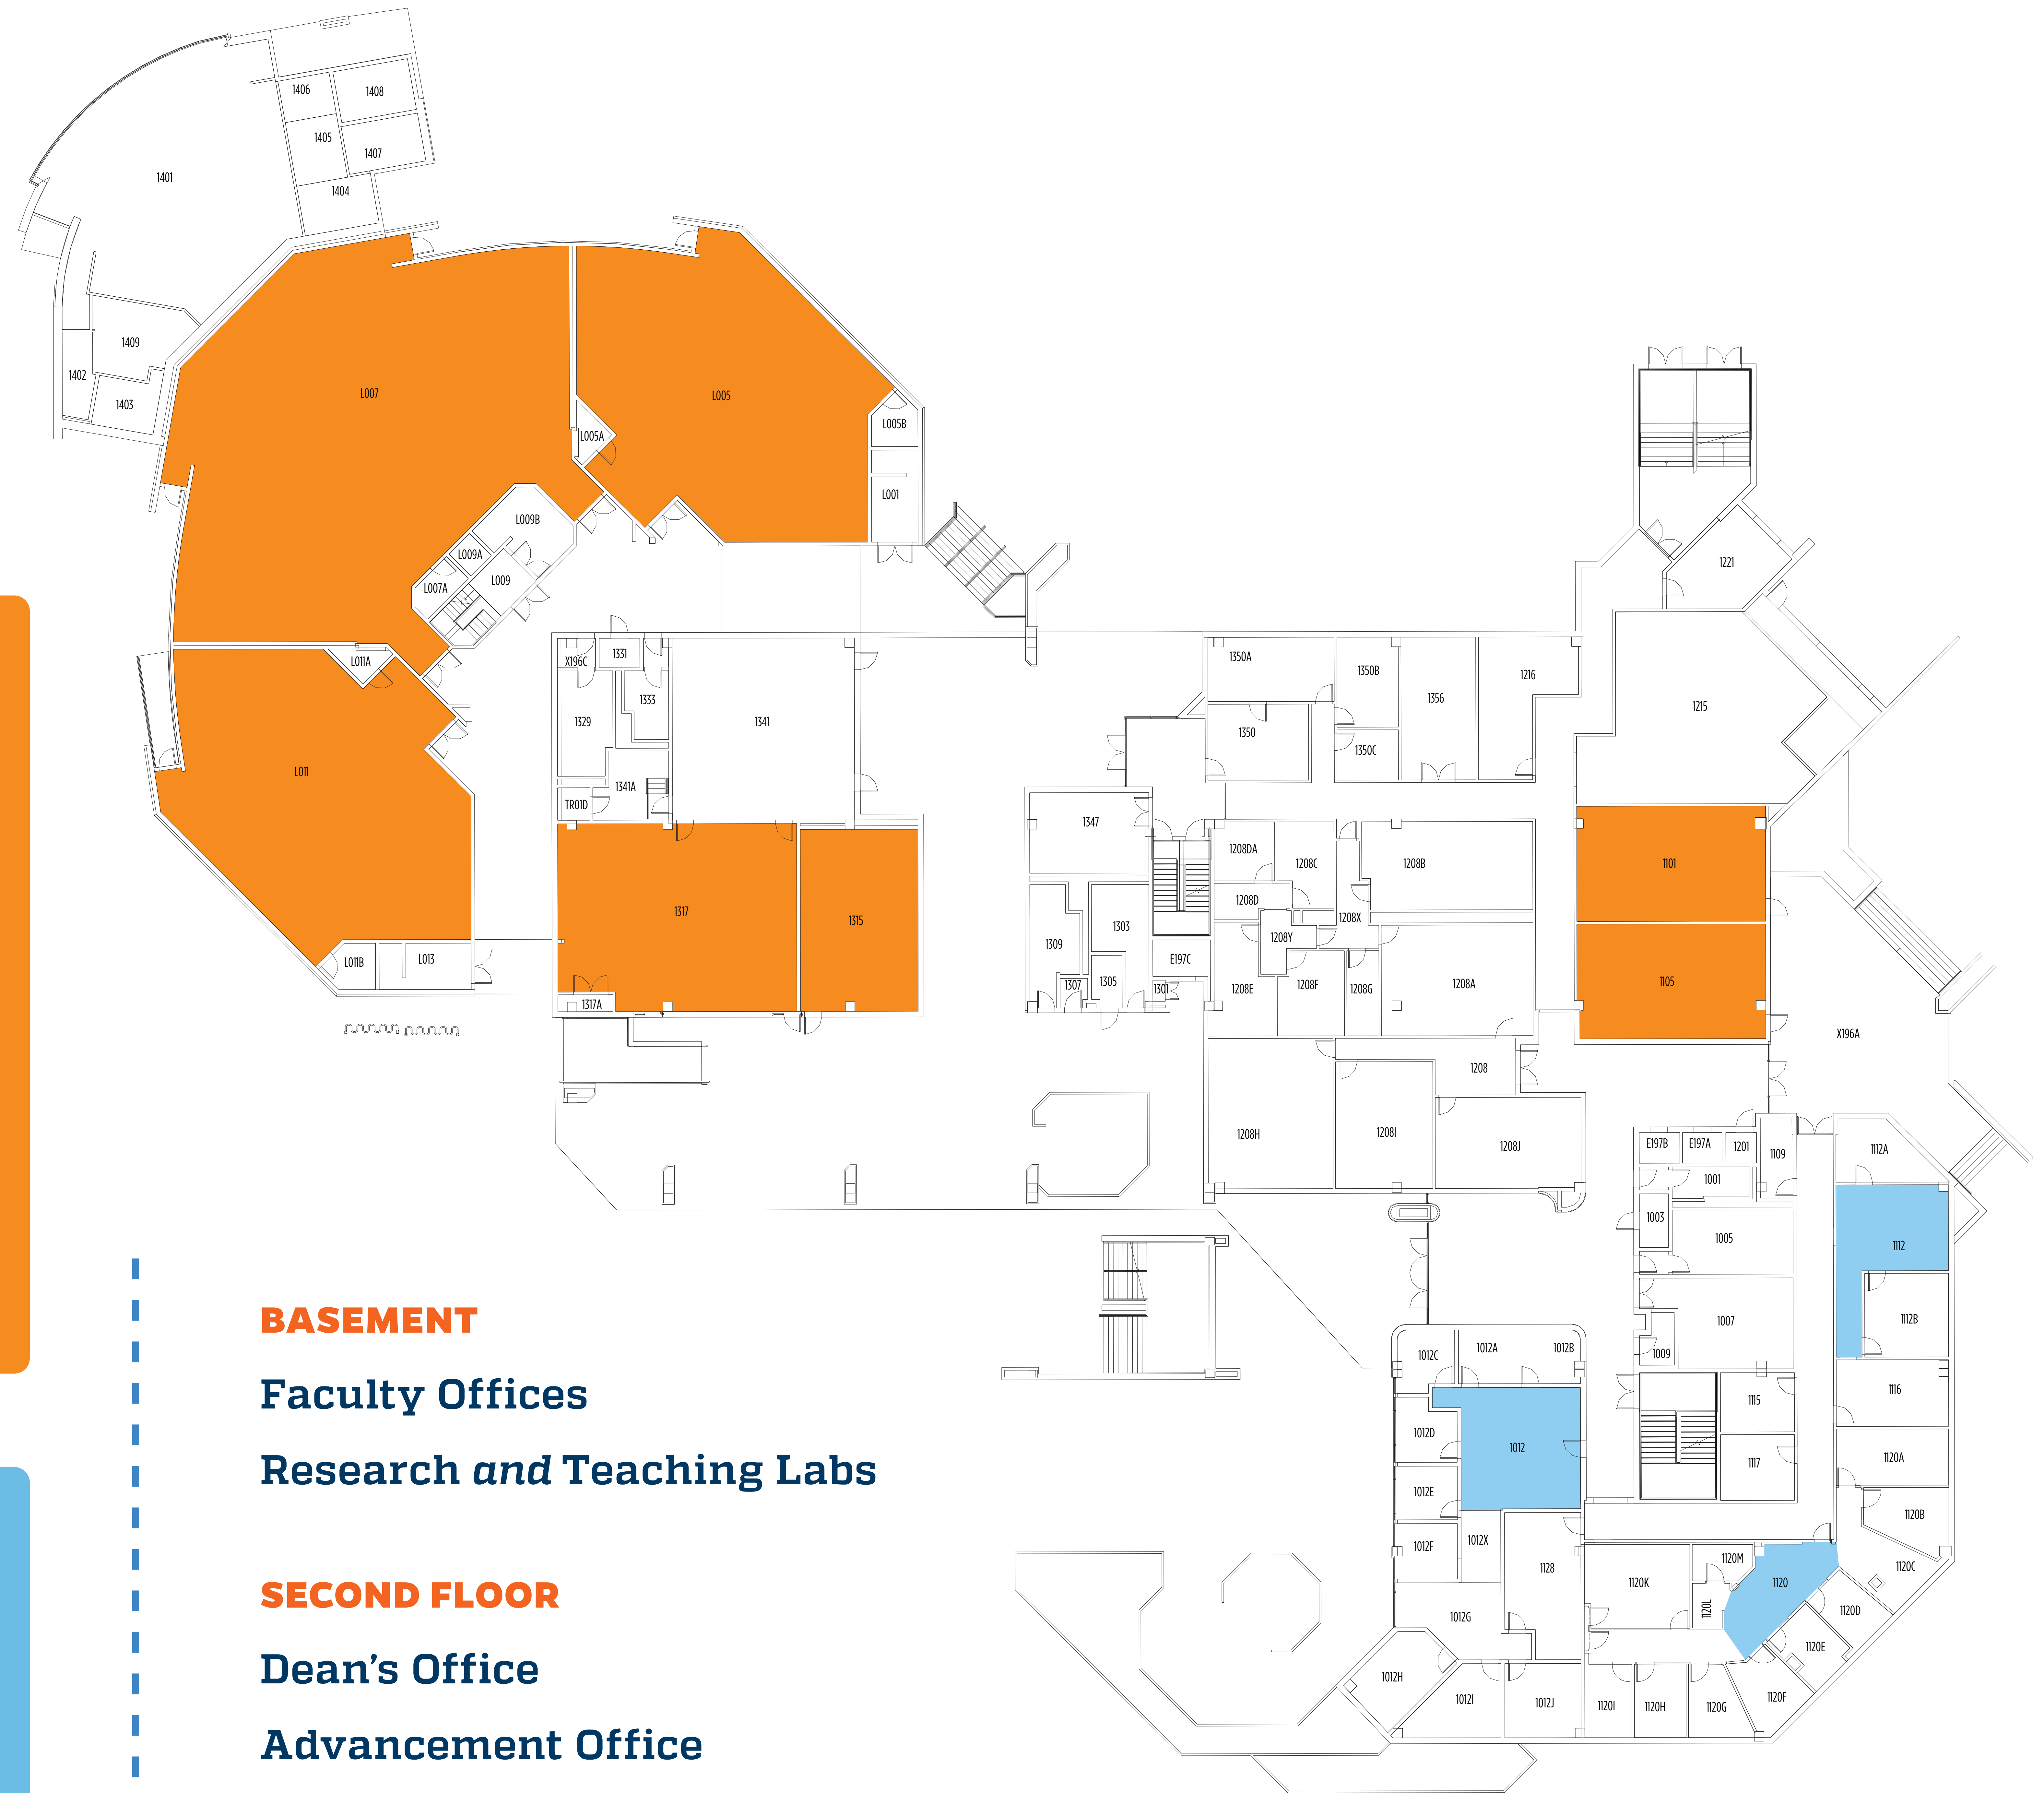 1406
1408
1405
1407
1401
1404
1409
1402
1403
L007
L005
L005A
L005B
L001
L009B
L009A
L009
L007A
L011A
L011
L011B
L013
X196C
1331
1333
1329
1341
1341A
TR01D
1317
1315
1317A
1221
1350A
1350B
1216
1356
1215
1350
1350C
1347
1208DA
1208C
1208B
1101
1208D
1208X
1303
1309
1208Y
E197C
1305
1307
1301
1208E
1208F
1208G
1208A
1105
X196A
1208
1208H
1208I
1208J
E197B
E197A
1201
1109
1112A
1001
1003
1005
1112
1007
1009
1112B
1012C
1012A
1012B
1116
1115
1012D
1012
1117
1120A
1012E
1120B
1012F
1012X
1128
1120M
1120C
1120K
1120
1120L
1120D
1012G
1120E
1012H
1012I
1012J
1120I
1120H
1120G
1120F
BASEMENT
Faculty Offices
Research and Teaching Labs
SECOND FLOOR
Dean's Office
Advancement Office